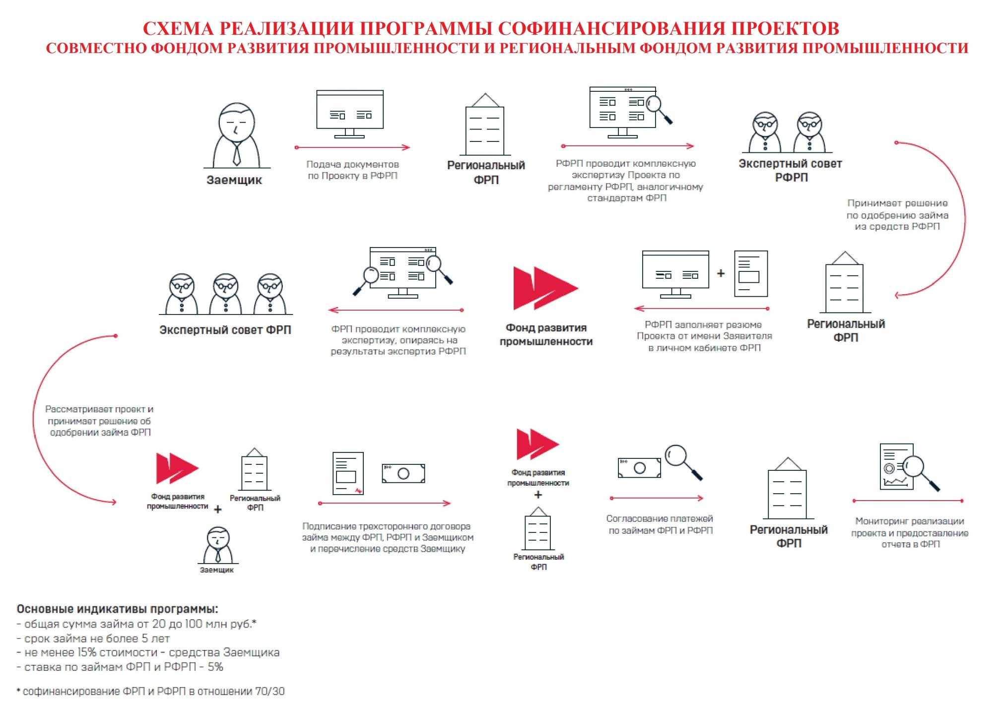 СХЕМА РЕАЛИЗАЦИИ ПРОГРАММЫ СОФИНАНСИРОВАНИЯ ПРОЕКТОВ
СОВМЕСТНО ФОНДОМ РАЗВИТИЯ ПРОМЫШЛЕННОСТИ И РЕГИОНАЛЬНЫМ ФОНДОМ РАЗВИТИЯ ПРОМЫШЛЕННОСТИ
Заемщик
Подача документов
по Проекту в РФРП
Региональный
ФРП
РФРП проводит комплексную
экспертизу Проекта по
регламенту РФРП, аналогичному
стандартам ФРП
Экспертный совет
РФРП
Принимает решение
по одобрению займа
из средств РФРП
Региональный
ФРП
+
РФРП заполняет резюме
Проекта от имени Заявителя
в личном кабинете ФРП
Фонд развития
промышленности
ФРП проводит комплексную
экспертизу, опираясь на
результаты экспертиз РФРП
Экспертный совет ФРП
Рассматривает проект и
принимает решение об
одобрении займа ФРП
Фонд развития
промышленности
+
Региональный
ФРП
Заемщик
Подписание трехстороннего договора
займа между ФРП, РФРП и Заемщиком
и перечисление средств Заемщику
Фонд развития
промышленности
+
Региональный
ФРП
Согласование платежей
по займам ФРП и РФРП
Региональный
ФРП
Мониторинг реализации
проекта и предоставление
отчета в ФРП
Основные индикативы программы:
- общая сумма займа от 20 до 100 млн руб.*
- срок займа не более 5 лет
- не менее 15% стоимости - средства Заемщика
- ставка по займам ФРП и РФРП - 5%
* софинансирование ФРП и РФРП в отношении 70/30